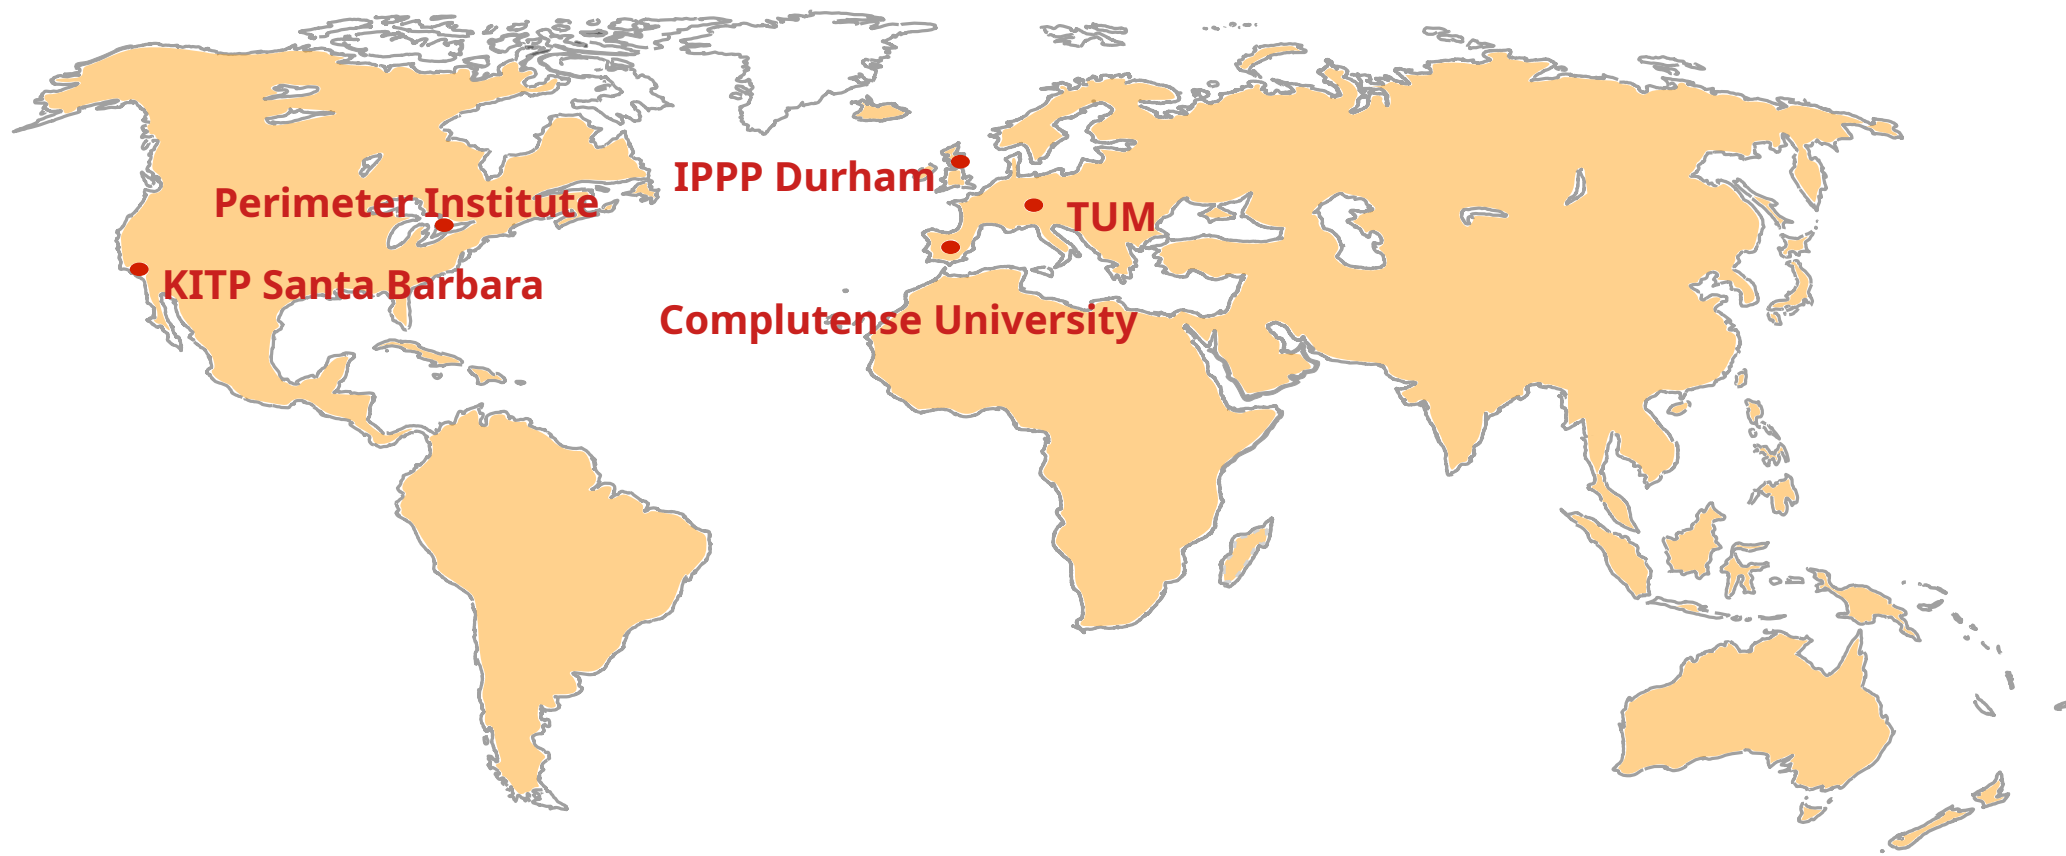 IPPP Durham
Perimeter Institute
TUM
KITP Santa Barbara
Complutense University